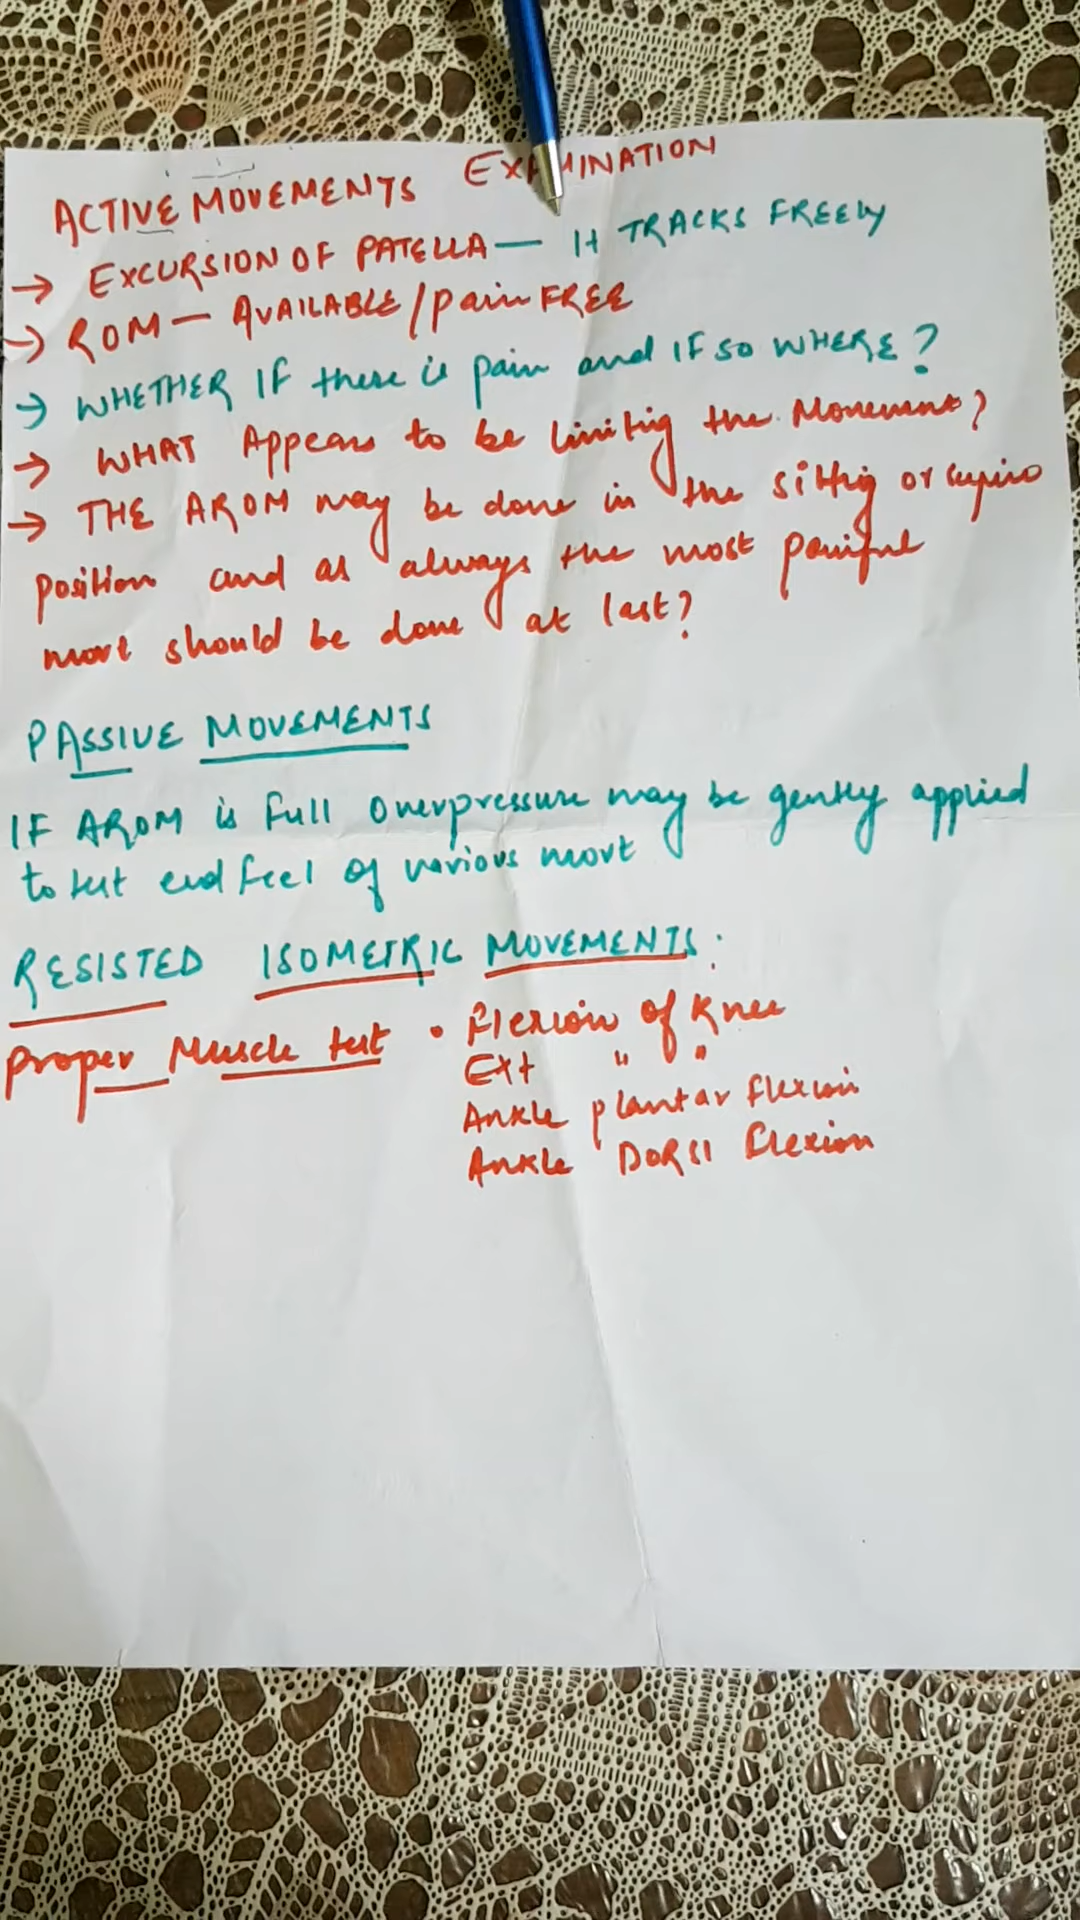 EXAMINATION
ACTIVE MOVEMENTS
→ EXCURSION OF PATELLA — It TRACKS FREELY
→ ROM — AVAILABLE/pain FREE
→ WHETHER IF there is pain and IF SO WHERE?
→ WHAT Appears to be limiting the Movement?
→ THE AROM may be done in the sitting or supine
position and as always the most painful
movt should be done at last?
PASSIVE MOVEMENTS
IF AROM is full overpressure may be gently applied
to test end feel of various movt
RESISTED ISOMETRIC MOVEMENTS:
Proper Muscle test • Flexion of Knee
Ext " "
Ankle plantar flexion
Ankle DORSI flexion